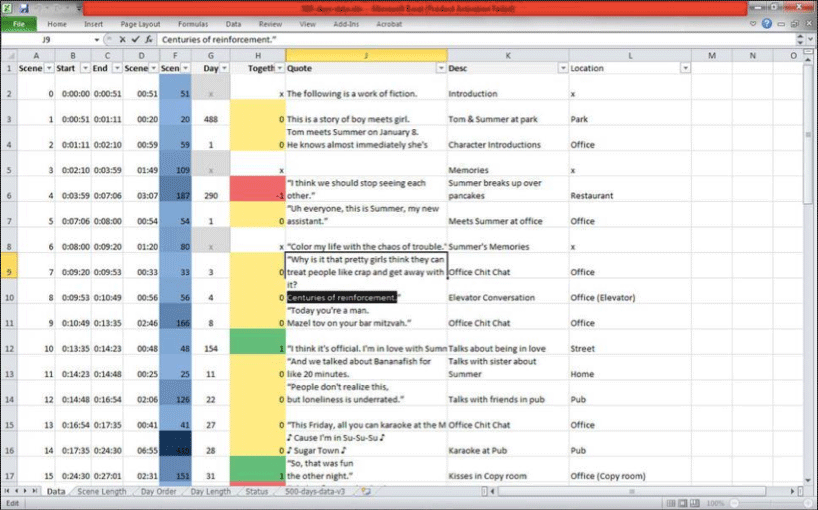 File Home Insert Page Layout Formulas Data Review View Add-Ins Acrobat
J9 fx Centuries of reinforcement.”
A B C D F G H J K L M N O
1 Scene Start End Scene Scen Day Togeth Quote Desc Location
2 0 0:00:00 0:00:51 00:51 51 x x The following is a work of fiction. Introduction x
3 1 0:00:51 0:01:11 00:20 20 488 0 This is a story of boy meets girl. Tom & Summer at park Park
Tom meets Summer on January 8.
4 2 0:01:11 0:02:10 00:59 59 1 0 He knows almost immediately she's Character Introductions Office
5 3 0:02:10 0:03:59 01:49 109 x x Memories x
“I think we should stop seeing each Summer breaks up over
6 4 0:03:59 0:07:06 03:07 187 290 -1 other.” pancakes Restaurant
“Uh everyone, this is Summer, my new
7 5 0:07:06 0:08:00 00:54 54 1 0 assistant.” Meets Summer at office Office
8 6 0:08:00 0:09:20 01:20 80 x x “Color my life with the chaos of trouble.” Summer's Memories x
“Why is it that pretty girls think they can
9 7 0:09:20 0:09:53 00:33 33 3 0 treat people like crap and get away with Office Chit Chat Office
it?
10 8 0:09:53 0:10:49 00:56 56 4 0 Centuries of reinforcement.” Elevator Conversation Office (Elevator)
“Today you're a man.
11 9 0:10:49 0:13:35 02:46 166 8 0 Mazel tov on your bar mitzvah.” Office Chit Chat Office
12 10 0:13:35 0:14:23 00:48 48 154 1 “I think it's official. I'm in love with Sumn Talks about being in love Street
“And we talked about Bananafish for Talks with sister about
13 11 0:14:23 0:14:48 00:25 25 11 0 like 20 minutes. Summer Home
“People don't realize this,
14 12 0:14:48 0:16:54 02:06 126 22 0 but loneliness is underrated.” Talks with friends in pub Pub
15 13 0:16:54 0:17:35 00:41 41 27 0 “This Friday, all you can karaoke at the M Office Chit Chat Office
♪ Cause I'm in Su-Su-Su ♪
16 14 0:17:35 0:24:30 06:55 28 0 ♪ Sugar Town ♪ Karaoke at Pub Pub
“So, that was fun
17 15 0:24:30 0:27:01 02:31 151 31 1 the other night.” Kisses in Copy room Office (Copy room)
Data Scene Length Day Order Day Length Status 500-days-data-v3
Edit 100%